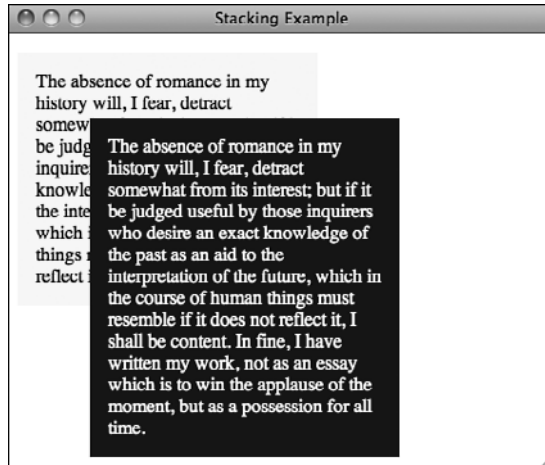 Stacking Example
The absence of romance in my
history will, I fear, detract
somew
be judg
inquire
knowle
the inte
which i
things
reflect i
The absence of romance in my
history will, I fear, detract
somewhat from its interest; but if it
be judged useful by those inquirers
who desire an exact knowledge of
the past as an aid to the
interpretation of the future, which in
the course of human things must
resemble if it does not reflect it, I
shall be content. In fine, I have
written my work, not as an essay
which is to win the applause of the
moment, but as a possession for all
time.